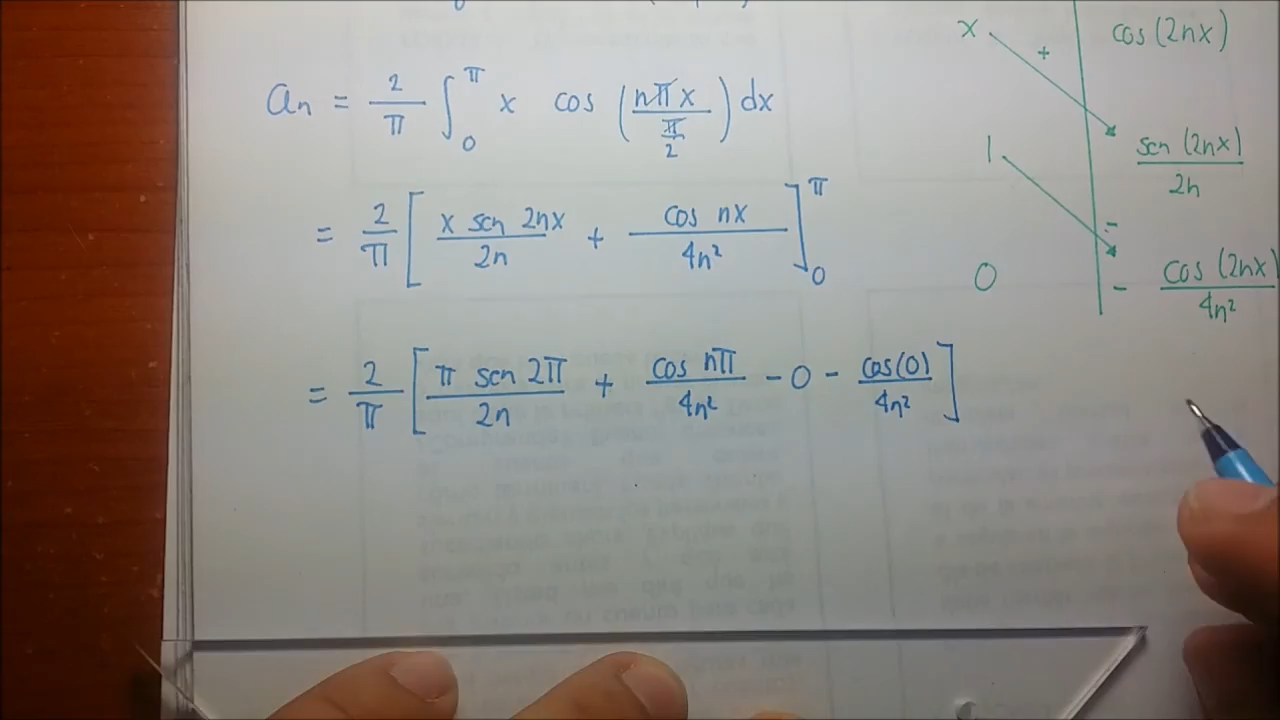 aₙ = 2/π ∫₀^π x cos (nπx / (π/2)) dx
= 2/π [ x sen 2nx / 2n + cos nx / 4n² ]₀^π
= 2/π [ π sen 2π / 2n + cos nπ / 4n² - 0 - cos(0) / 4n² ]
x + cos(2nx)
1 sen (2nx) / 2n
-
0 - cos (2nx) / 4n²